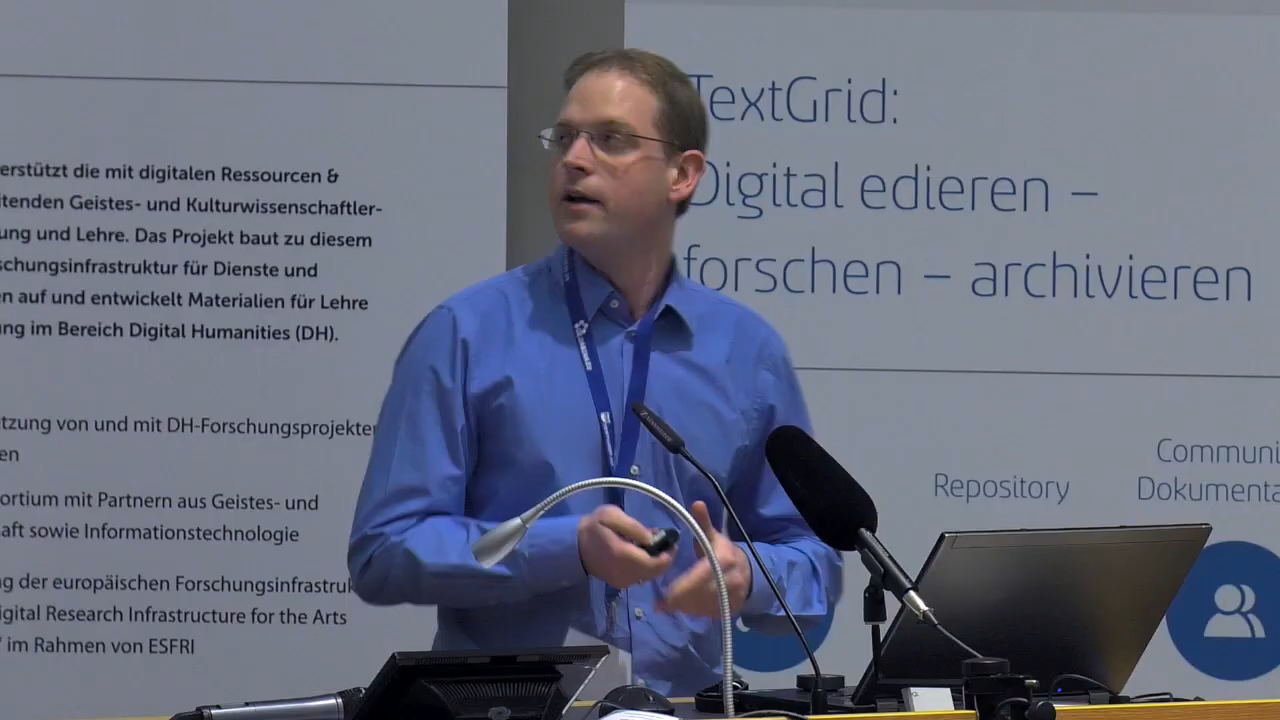 erstützt die mit digitalen Ressourcen &
itenden Geistes- und Kulturwissenschaftler-
ung und Lehre. Das Projekt baut zu diesem
schungsinfrastruktur für Dienste und
en auf und entwickelt Materialien für Lehre
ng im Bereich Digital Humanities (DH).
tzung von und mit DH-Forschungsprojekten
en
ortium mit Partnern aus Geistes- und
aft sowie Informationstechnologie
ng der europäischen Forschungsinfrastruk
igital Research Infrastructure for the Arts
" im Rahmen von ESFRI
TextGrid:
Digital edieren –
forschen – archivieren
Repository
Communi
Dokumenta